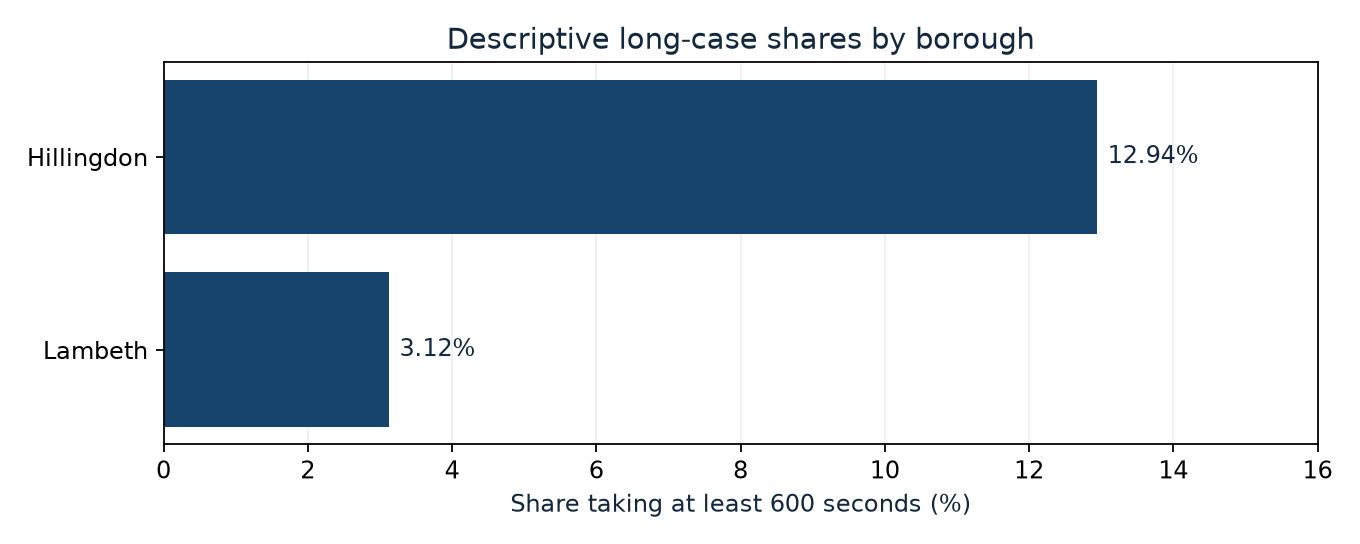 Descriptive long-case shares by borough
Hillingdon
12.94%
Lambeth
3.12%
0 2 4 6 8 10 12 14 16
Share taking at least 600 seconds (%)